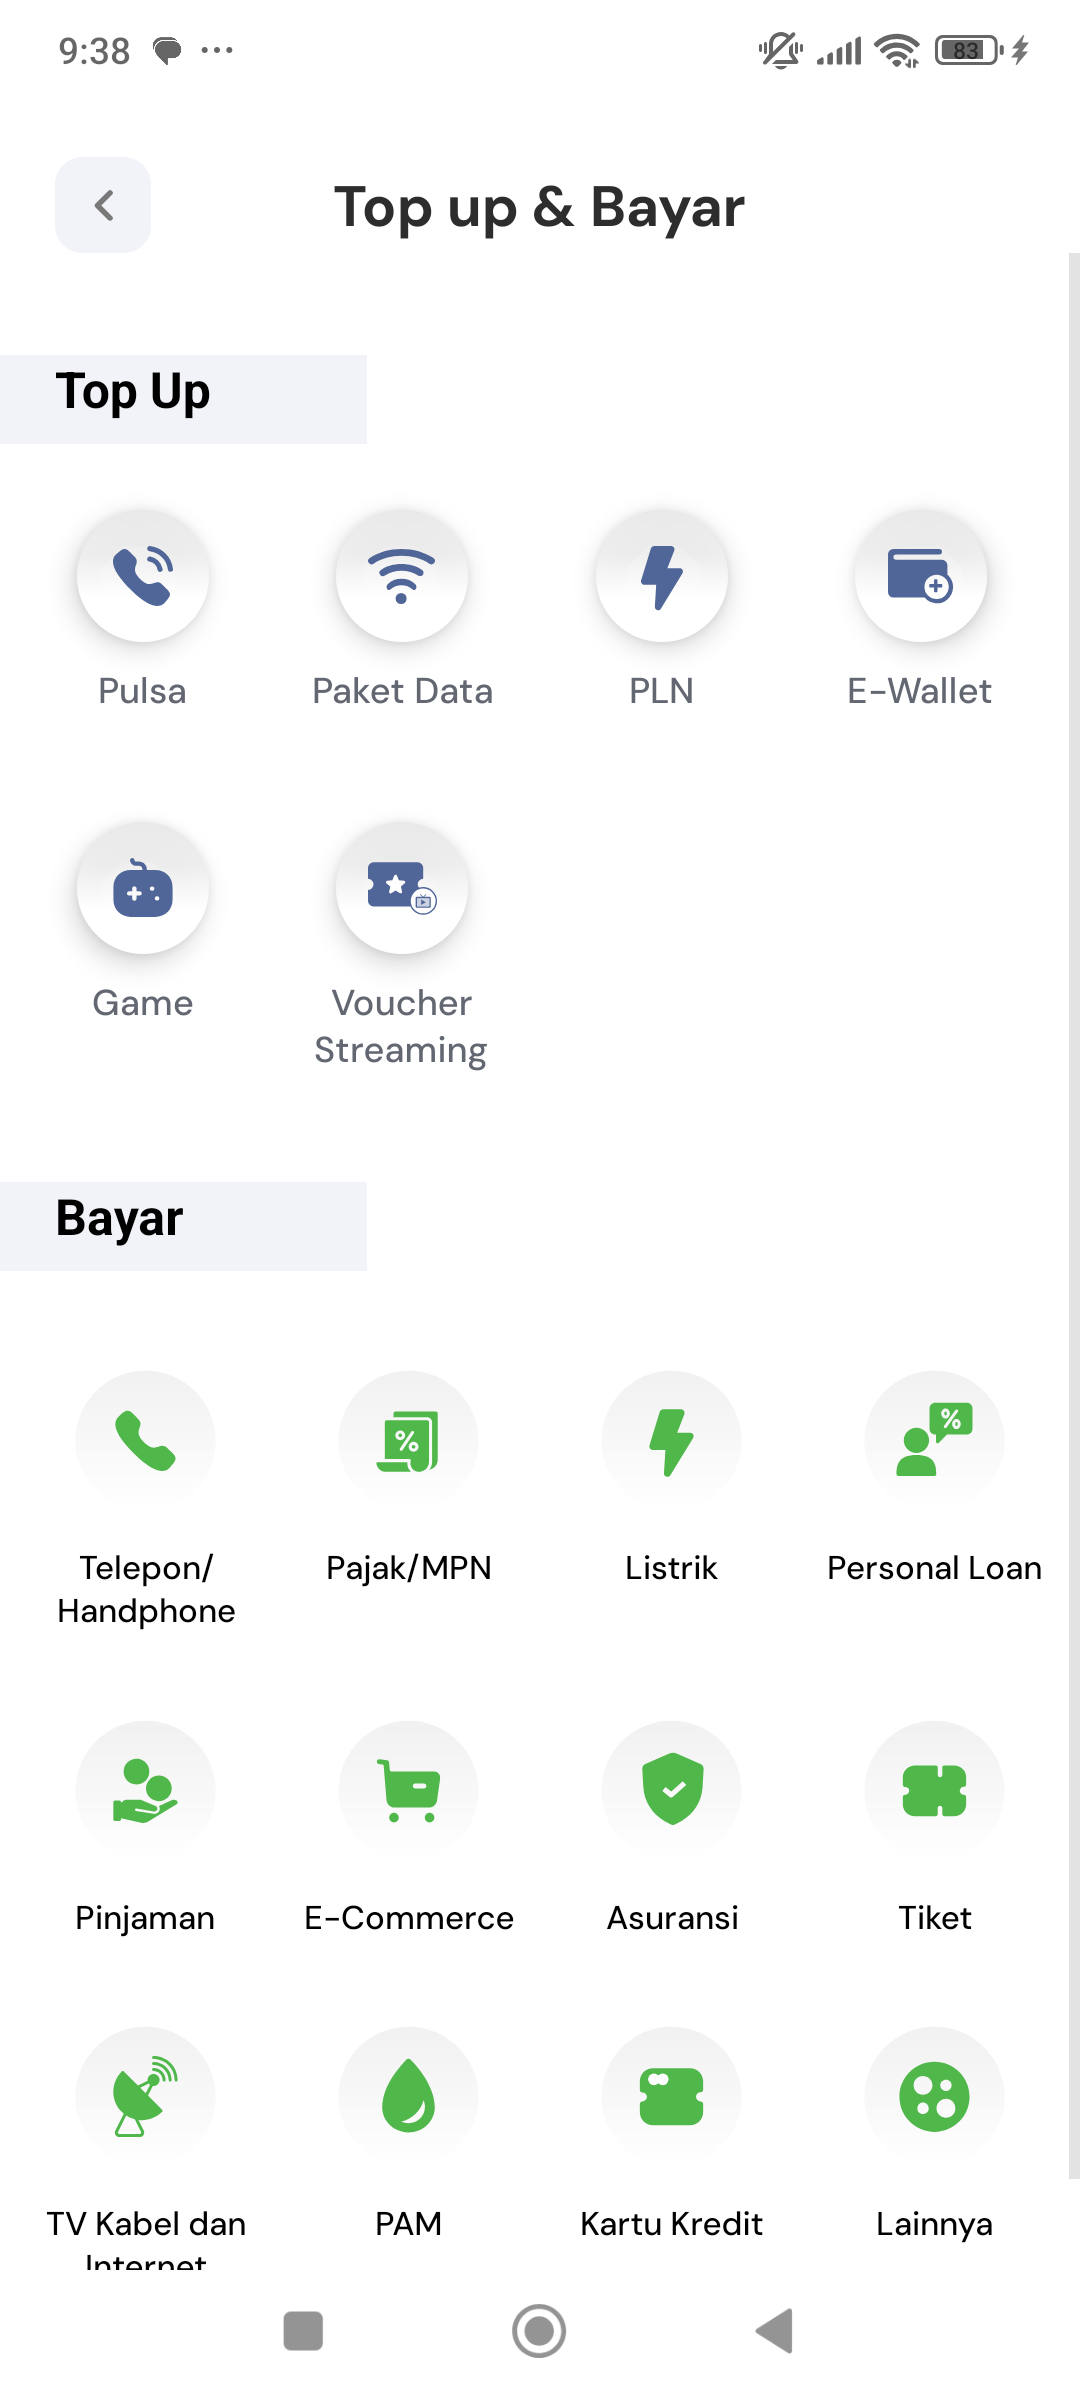 9:38
83
Top up & Bayar
Top Up
Pulsa
Paket Data
PLN
E-Wallet
Game
Voucher
Streaming
Bayar
Telepon/
Handphone
Pajak/MPN
Listrik
Personal Loan
Pinjaman
E-Commerce
Asuransi
Tiket
TV Kabel dan
Internet
PAM
Kartu Kredit
Lainnya